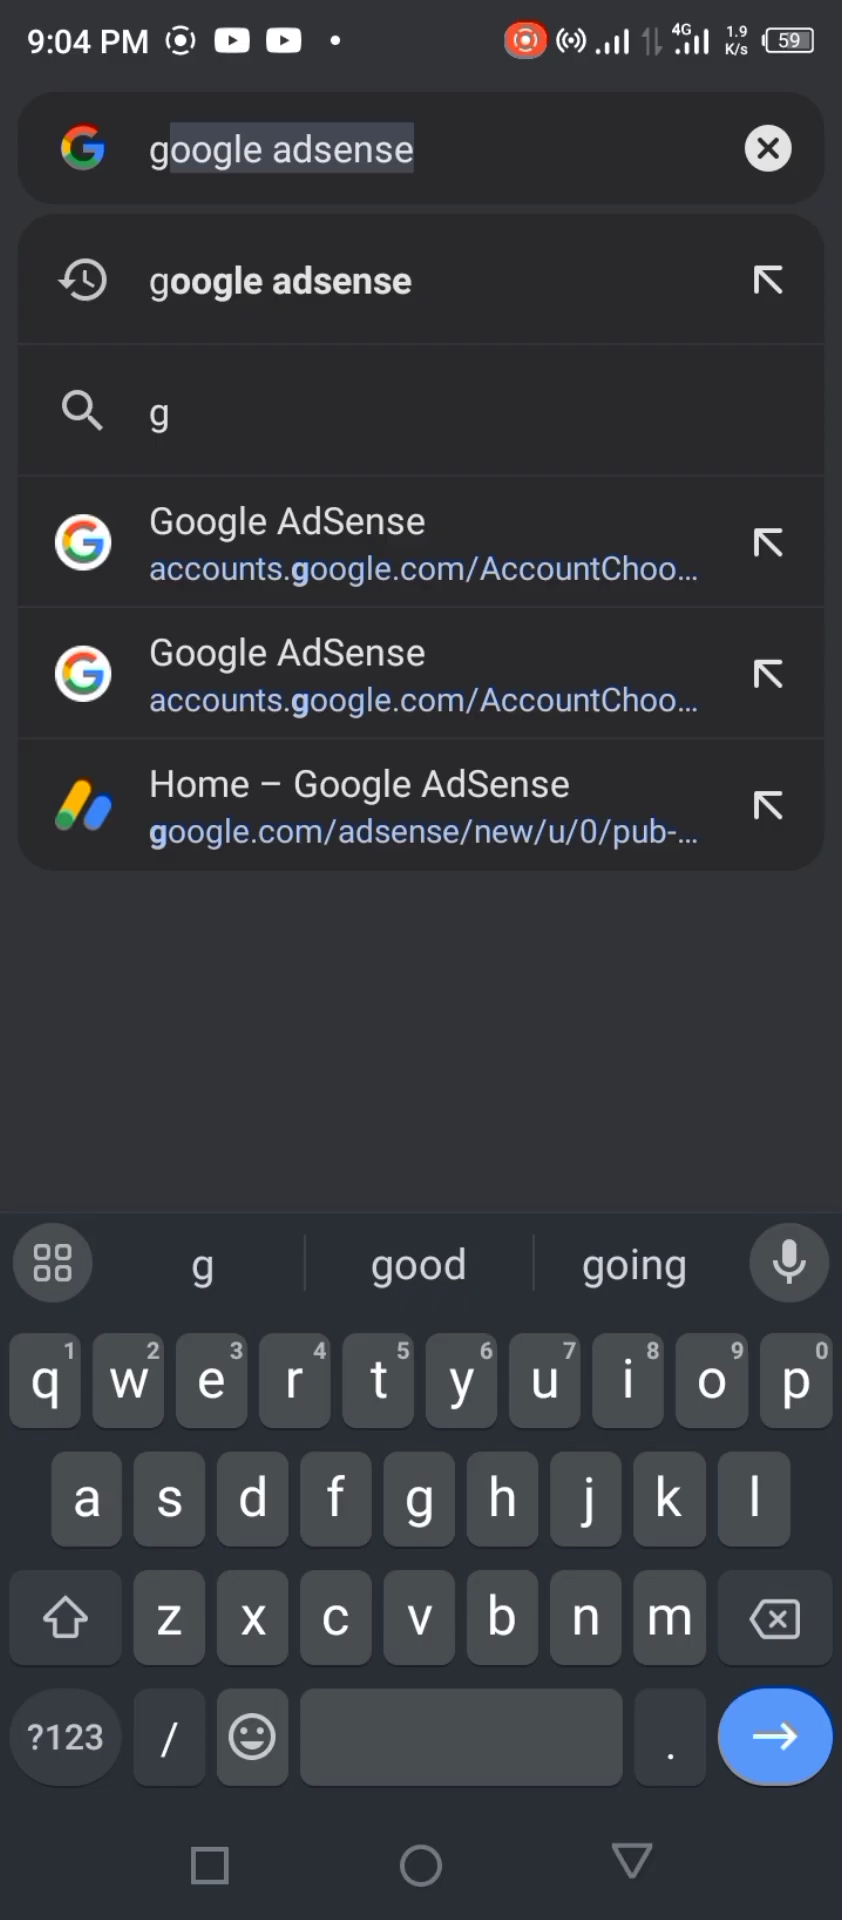 9:04 PM 4G 1.9 K/s 59
google adsense
google adsense
g
Google AdSense
accounts.google.com/AccountChoo...
Google AdSense
accounts.google.com/AccountChoo...
Home – Google AdSense
google.com/adsense/new/u/0/pub-...
g good going
1 2 3 4 5 6 7 8 9 0
q w e r t y u i o p
a s d f g h j k l
z x c v b n m
?123 / .